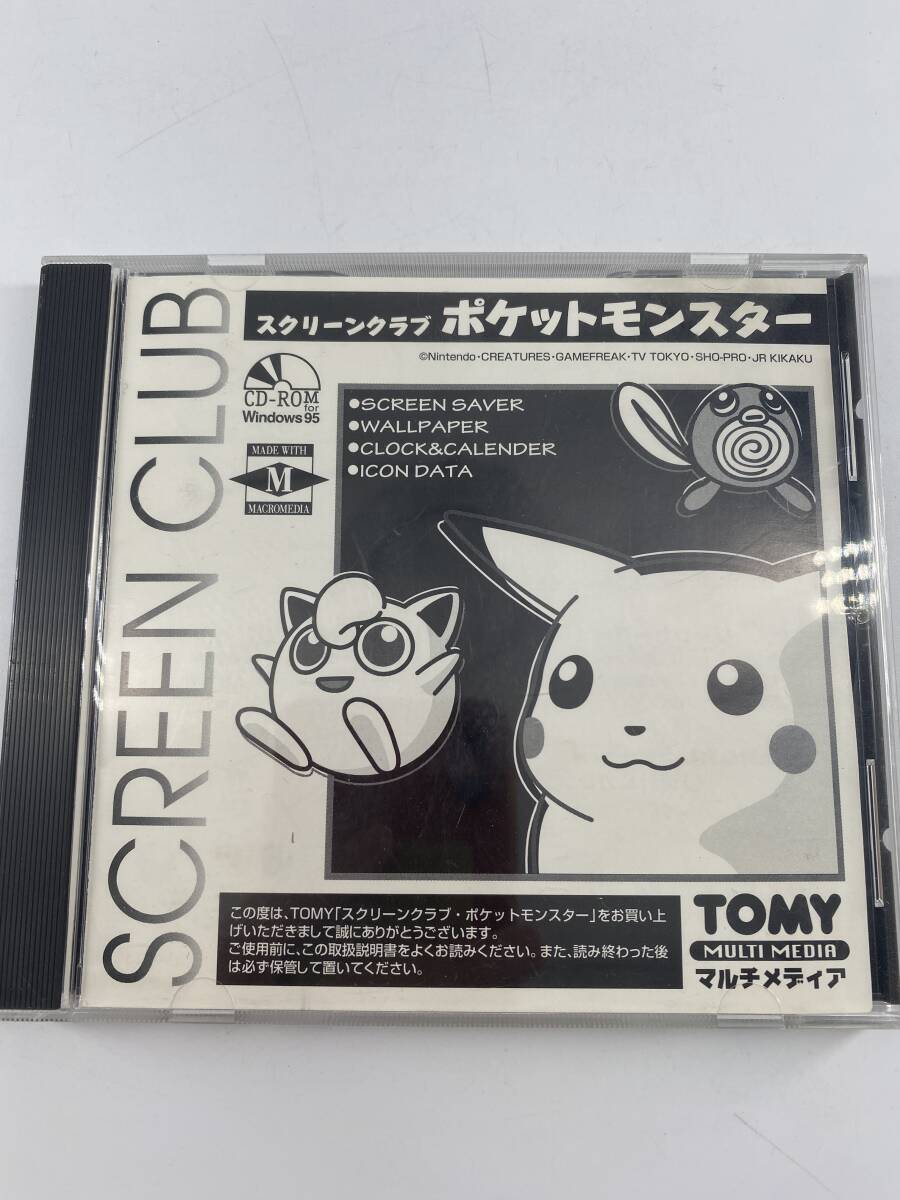 SCREEN CLUB
スクリーンクラブ ポケットモンスター
©Nintendo・CREATURES・GAMEFREAK・TV TOKYO・SHO-PRO・JR KIKAKU
CD-ROM
for
Windows 95
MADE WITH
M
MACROMEDIA
●SCREEN SAVER
●WALLPAPER
●CLOCK&CALENDER
●ICON DATA
この度は、TOMY「スクリーンクラブ・ポケットモンスター」をお買い上
げいただきまして誠にありがとうございます。
ご使用前に、この取扱説明書をよくお読みください。また、読み終わった後
は必ず保管して置いてください。
TOMY
MULTI MEDIA
マルチメディア